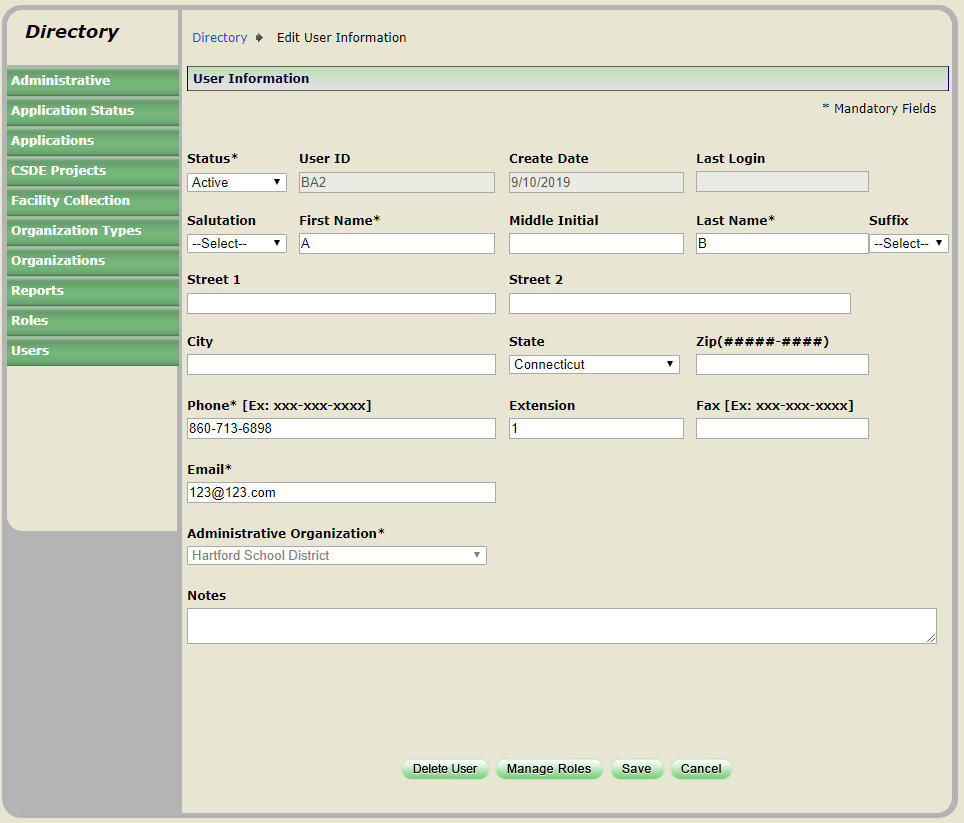 Directory
Directory Edit User Information
Administrative
Application Status
Applications
CSDE Projects
Facility Collection
Organization Types
Organizations
Reports
Roles
Users
User Information
* Mandatory Fields
Status* User ID Create Date Last Login
Active BA2 9/10/2019
Salutation First Name* Middle Initial Last Name* Suffix
--Select-- A B --Select--
Street 1 Street 2
City State Zip(#####-####)
Connecticut
Phone* [Ex: xxx-xxx-xxxx] Extension Fax [Ex: xxx-xxx-xxxx]
860-713-6898 1
Email*
123@123.com
Administrative Organization*
Hartford School District
Notes
Delete User Manage Roles Save Cancel